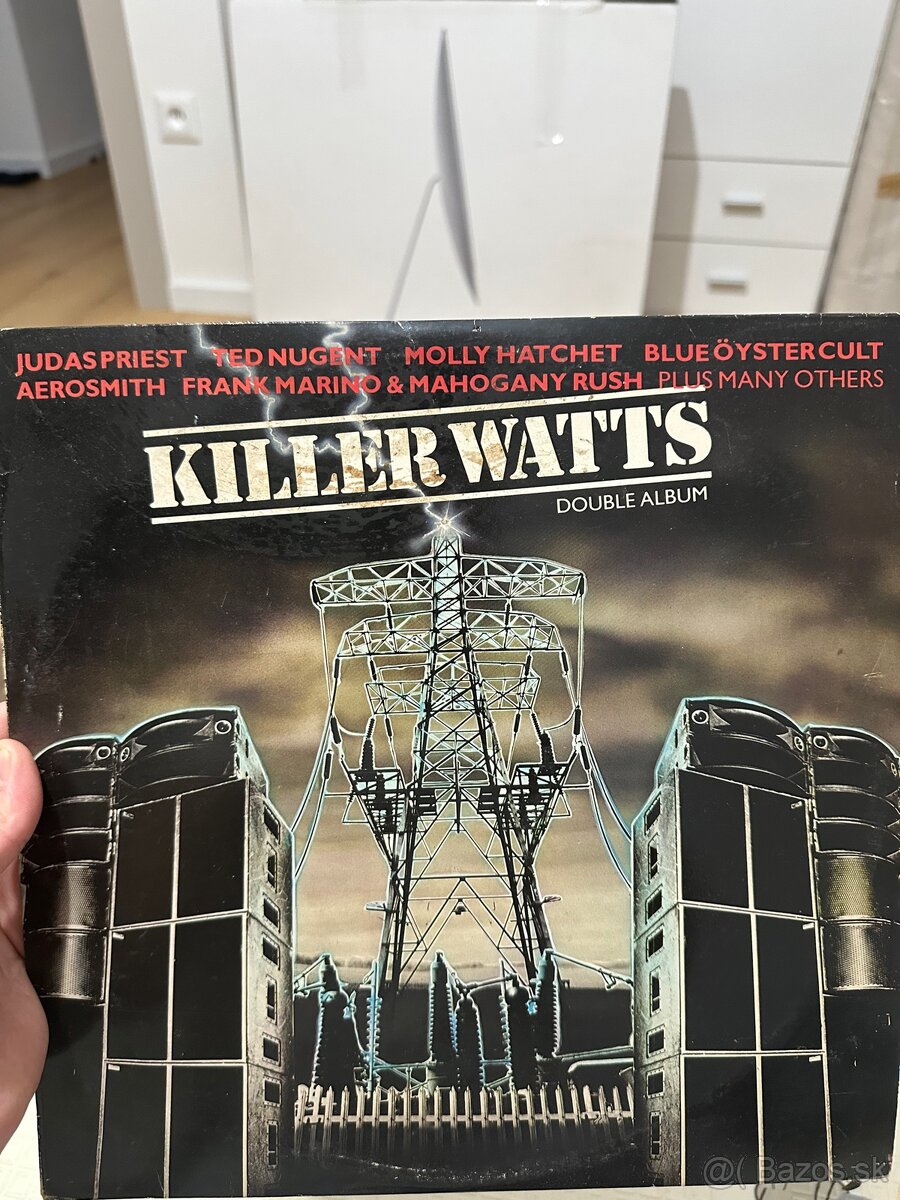 JUDAS PRIEST TED NUGENT MOLLY HATCHET BLUE ÖYSTER CULT
AEROSMITH FRANK MARINO & MAHOGANY RUSH PLUS MANY OTHERS
KILLER WATTS
DOUBLE ALBUM
@( Bazos.sk